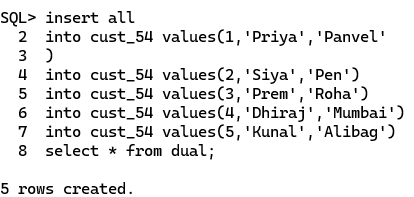 SQL> insert all
  2  into cust_54 values(1,'Priya','Panvel'
  3  )
  4  into cust_54 values(2,'Siya','Pen')
  5  into cust_54 values(3,'Prem','Roha')
  6  into cust_54 values(4,'Dhiraj','Mumbai')
  7  into cust_54 values(5,'Kunal','Alibag')
  8  select * from dual;

5 rows created.